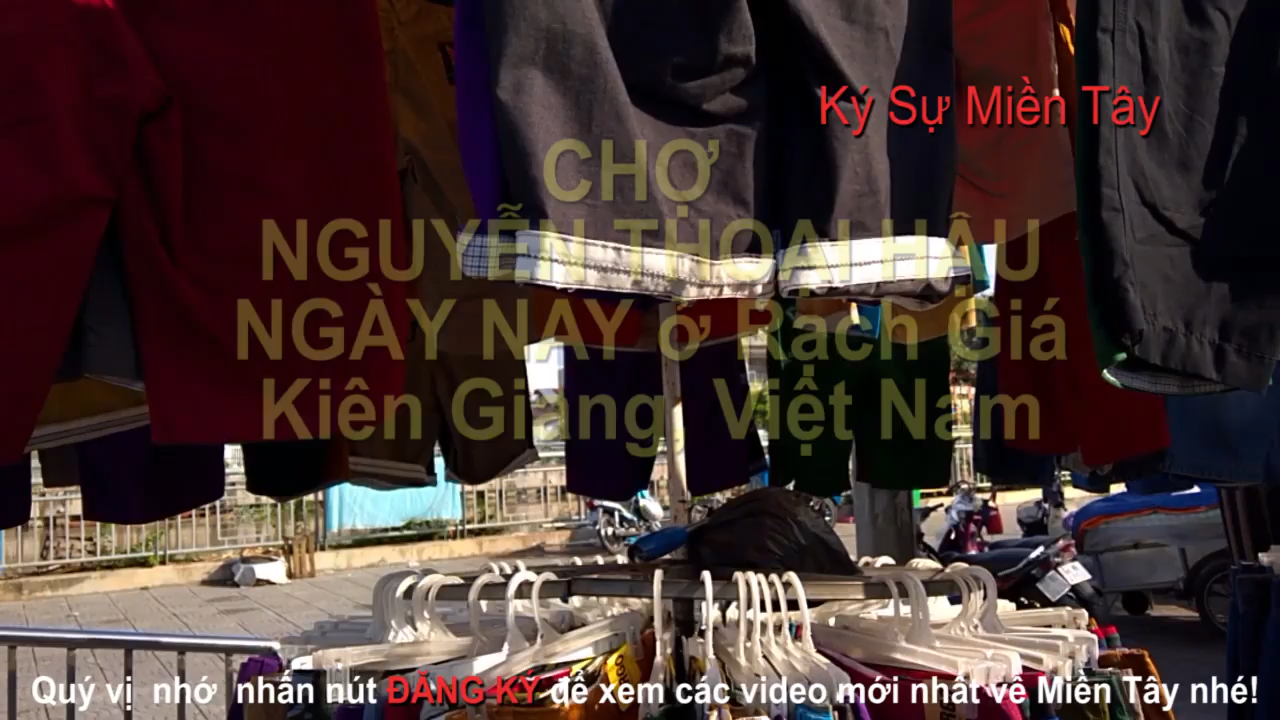 Ký Sự Miền Tây
CHỢ
NGUYỄN THOẠI HẬU
NGÀY NAY ở Rạch Giá
Kiên Giang, Việt Nam
Quý vị nhớ nhấn nút ĐĂNG KÝ để xem các video mới nhất về Miền Tây nhé!